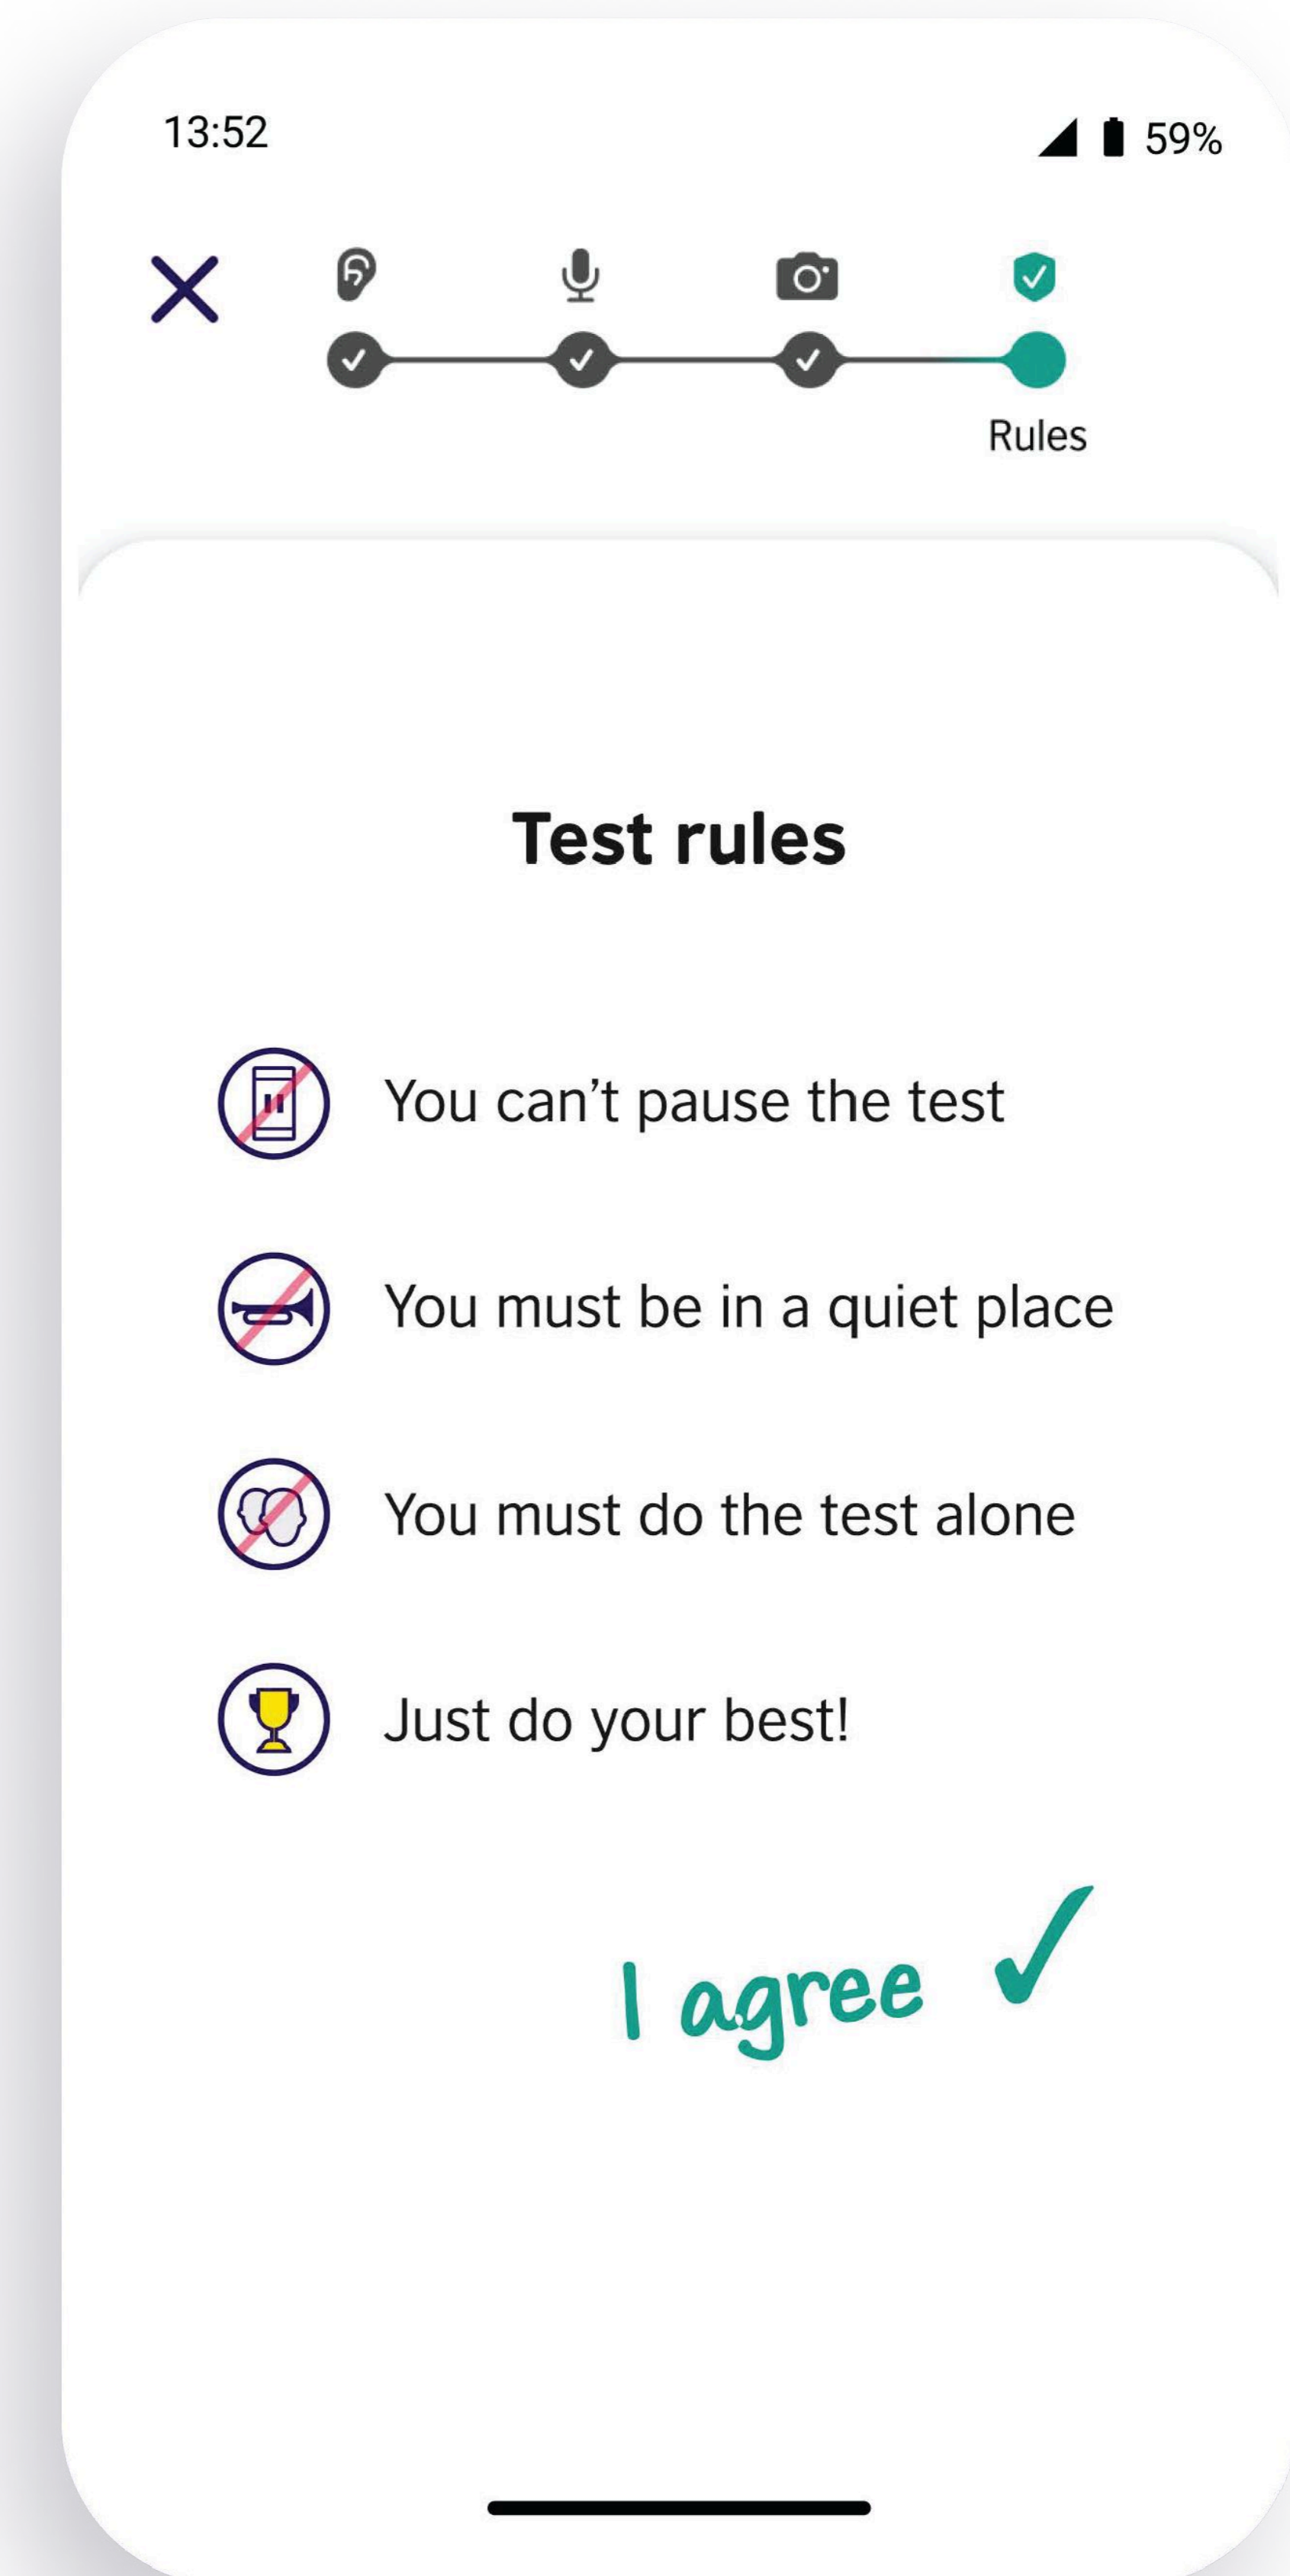 13:52
59%
Rules
Test rules
You can’t pause the test
You must be in a quiet place
You must do the test alone
Just do your best!
I agree